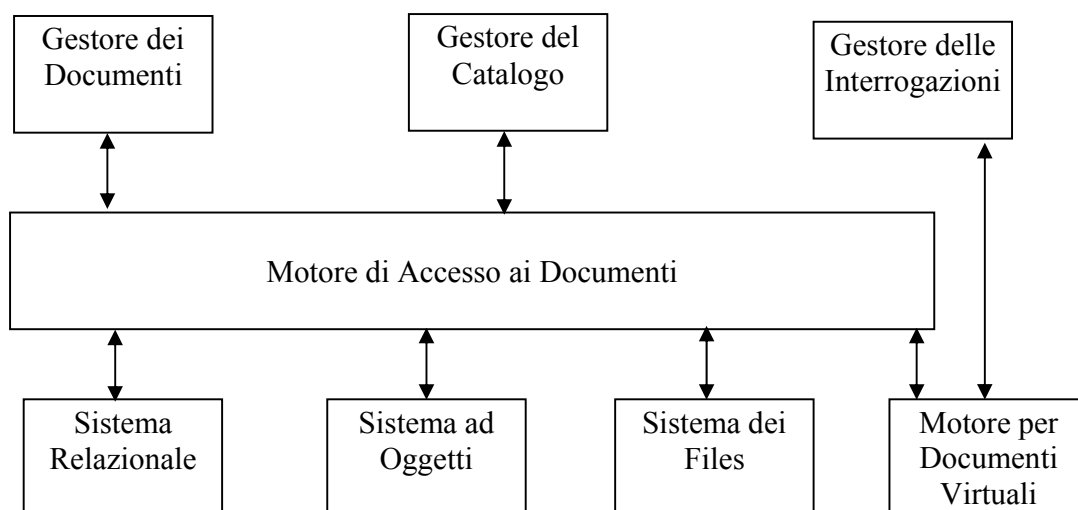 Gestore dei
Documenti
Gestore del
Catalogo
Gestore delle
Interrogazioni
Motore di Accesso ai Documenti
Sistema
Relazionale
Sistema ad
Oggetti
Sistema dei
Files
Motore per
Documenti
Virtuali